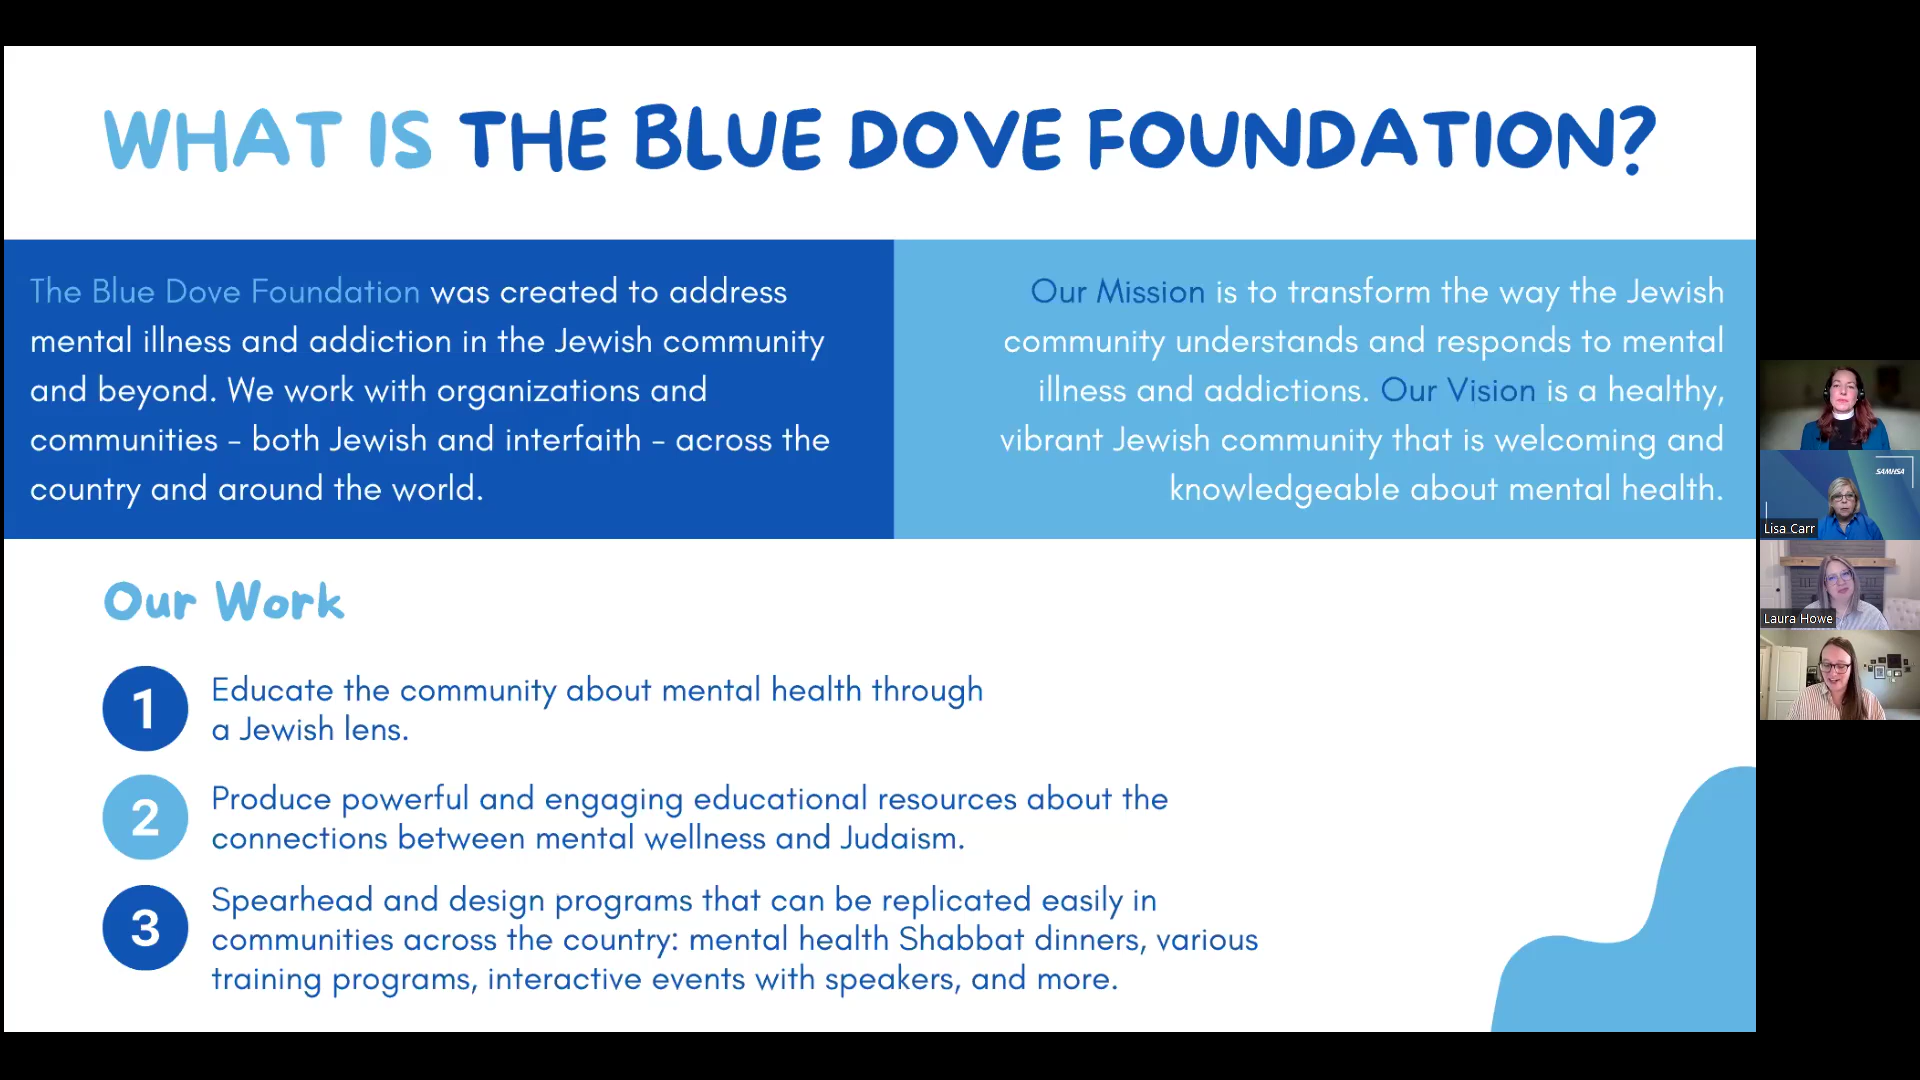 WHAT IS THE BLUE DOVE FOUNDATION?
The Blue Dove Foundation was created to address
mental illness and addiction in the Jewish community
and beyond. We work with organizations and
communities - both Jewish and interfaith - across the
country and around the world.
Our Mission is to transform the way the Jewish
community understands and responds to mental
illness and addictions. Our Vision is a healthy,
vibrant Jewish community that is welcoming and
knowledgeable about mental health.
Our Work
1
Educate the community about mental health through
a Jewish lens.
2
Produce powerful and engaging educational resources about the
connections between mental wellness and Judaism.
3
Spearhead and design programs that can be replicated easily in
communities across the country: mental health Shabbat dinners, various
training programs, interactive events with speakers, and more.
SAMHSA
Lisa Carr
Laura Howe